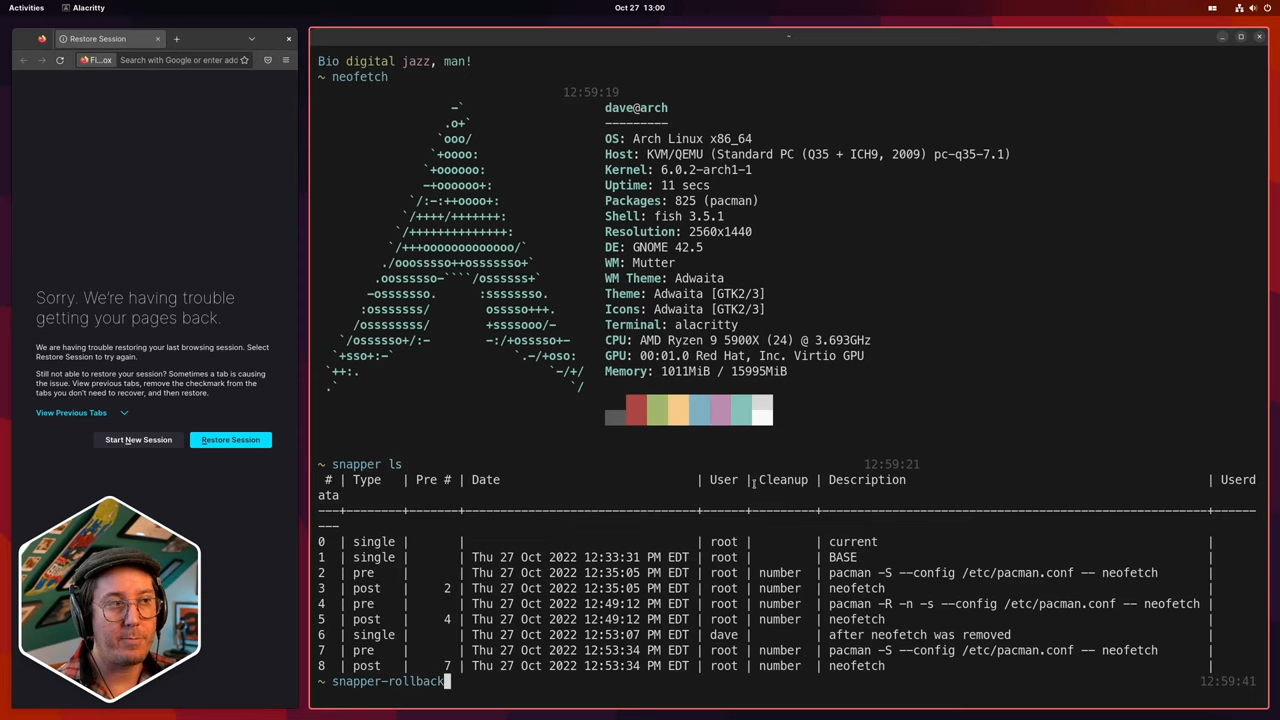 Activities Alacritty Oct 27 13:00
Restore Session
Fi...ox Search with Google or enter add
Sorry. We're having trouble
getting your pages back.
We are having trouble restoring your last browsing session. Select
Restore Session to try again.
Still not able to restore your session? Sometimes a tab is causing
the issue. View previous tabs, remove the checkmark from the
tabs you don't need to recover, and then restore.
View Previous Tabs
Start New Session Restore Session
~
Bio digital jazz, man!
~ neofetch
12:59:19
dave@arch
---------
OS: Arch Linux x86_64
Host: KVM/QEMU (Standard PC (Q35 + ICH9, 2009) pc-q35-7.1)
Kernel: 6.0.2-arch1-1
Uptime: 11 secs
Packages: 825 (pacman)
Shell: fish 3.5.1
Resolution: 2560x1440
DE: GNOME 42.5
WM: Mutter
WM Theme: Adwaita
Theme: Adwaita [GTK2/3]
Icons: Adwaita [GTK2/3]
Terminal: alacritty
CPU: AMD Ryzen 9 5900X (24) @ 3.693GHz
GPU: 00:01.0 Red Hat, Inc. Virtio GPU
Memory: 1011MiB / 15995MiB
~ snapper ls 12:59:21
# | Type | Pre # | Date | User | Cleanup | Description | Userd
ata
0 | single | | | root | | current |
1 | single | | Thu 27 Oct 2022 12:33:31 PM EDT | root | | BASE |
2 | pre | | Thu 27 Oct 2022 12:35:05 PM EDT | root | number | pacman -S --config /etc/pacman.conf -- neofetch |
3 | post | 2 | Thu 27 Oct 2022 12:35:05 PM EDT | root | number | neofetch |
4 | pre | | Thu 27 Oct 2022 12:49:12 PM EDT | root | number | pacman -R -n -s --config /etc/pacman.conf -- neofetch |
5 | post | 4 | Thu 27 Oct 2022 12:49:12 PM EDT | root | number | neofetch |
6 | single | | Thu 27 Oct 2022 12:53:07 PM EDT | dave | | after neofetch was removed |
7 | pre | | Thu 27 Oct 2022 12:53:34 PM EDT | root | number | pacman -S --config /etc/pacman.conf -- neofetch |
8 | post | 7 | Thu 27 Oct 2022 12:53:34 PM EDT | root | number | neofetch |
~ snapper-rollback 12:59:41